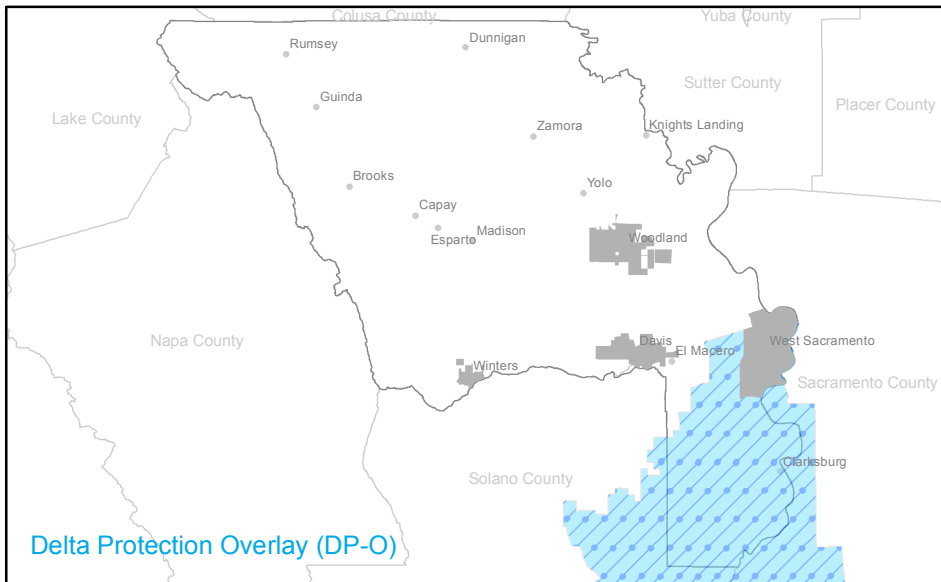 Colusa County
Yuba County
Rumsey
Dunnigan
Sutter County
Guinda
Placer County
Lake County
Zamora
Knights Landing
Brooks
Yolo
Capay
Esparto
Madison
Woodland
Napa County
Davis
El Macero
West Sacramento
Winters
Sacramento County
Clarksburg
Solano County
Delta Protection Overlay (DP-O)